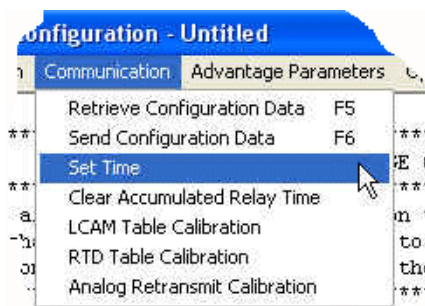 onfiguration - Untitled
Communication Advantage Parameters
Retrieve Configuration Data F5
Send Configuration Data F6
Set Time
Clear Accumulated Relay Time
LCAM Table Calibration
RTD Table Calibration
Analog Retransmit Calibration